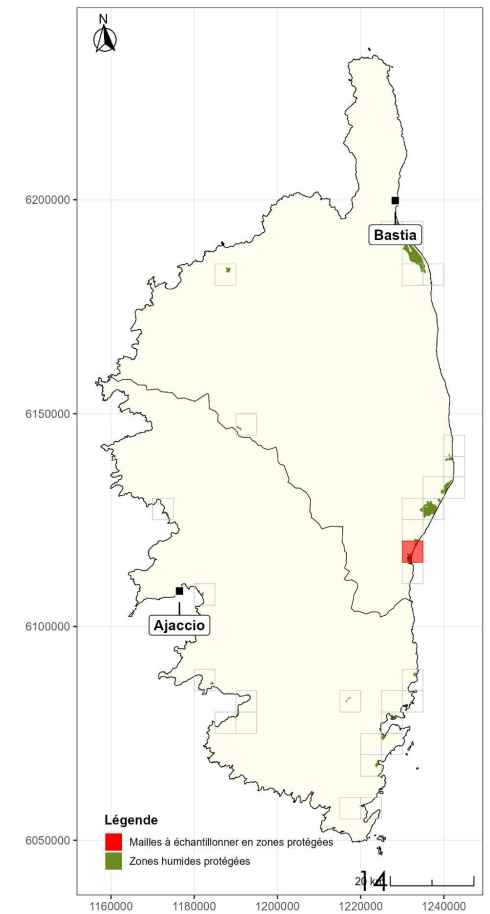 N
6200000
Bastia
6150000
6100000
Ajaccio
Légende
Mailles à échantillonner en zones protégées
Zones humides protégées
6050000
20
14
1160000 1180000 1200000 1220000 1240000